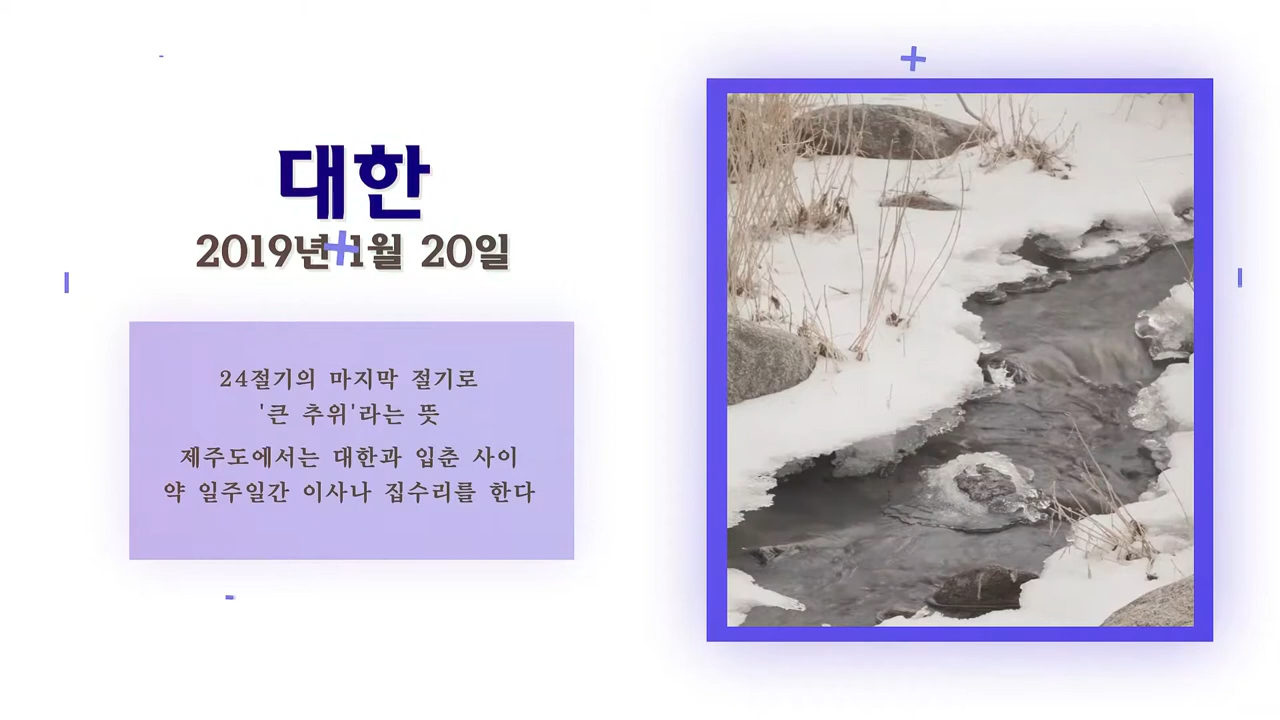 대한
2019년 1월 20일
24절기의 마지막 절기로
'큰 추위'라는 뜻
제주도에서는 대한과 입춘 사이
약 일주일간 이사나 집수리를 한다